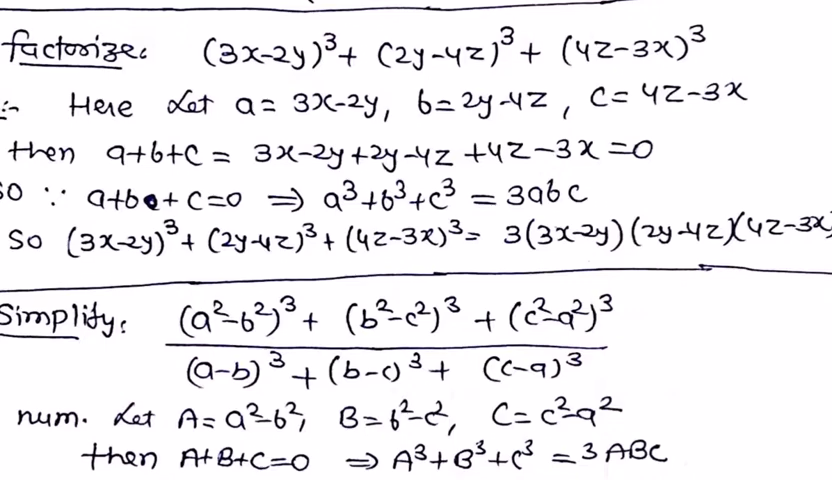 factorize: (3x-2y)³ + (2y-4z)³ + (4z-3x)³
:- Here Let a = 3x-2y, b = 2y-4z, c = 4z-3x
then a+b+c = 3x-2y+2y-4z+4z-3x = 0
so ∵ a+b+c=0 ⇒ a³+b³+c³ = 3abc
So (3x-2y)³ + (2y-4z)³ + (4z-3x)³ = 3(3x-2y)(2y-4z)(4z-3x)
Simplify: (a²-b²)³ + (b²-c²)³ + (c²-a²)³
(a-b)³ + (b-c)³ + (c-a)³
num. Let A = a²-b², B = b²-c², C = c²-a²
then A+B+C=0 ⇒ A³+B³+C³ = 3ABC